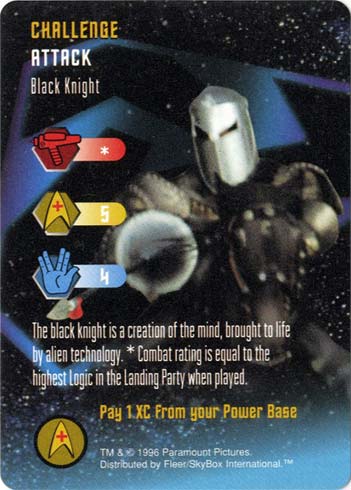 CHALLENGE
ATTACK
Black Knight
*
5
4
The black knight is a creation of the mind, brought to life
by alien technology. * Combat rating is equal to the
highest Logic in the Landing Party when played.
Pay 1 XC From your Power Base
TM & © 1996 Paramount Pictures.
Distributed by Fleer/SkyBox International.™